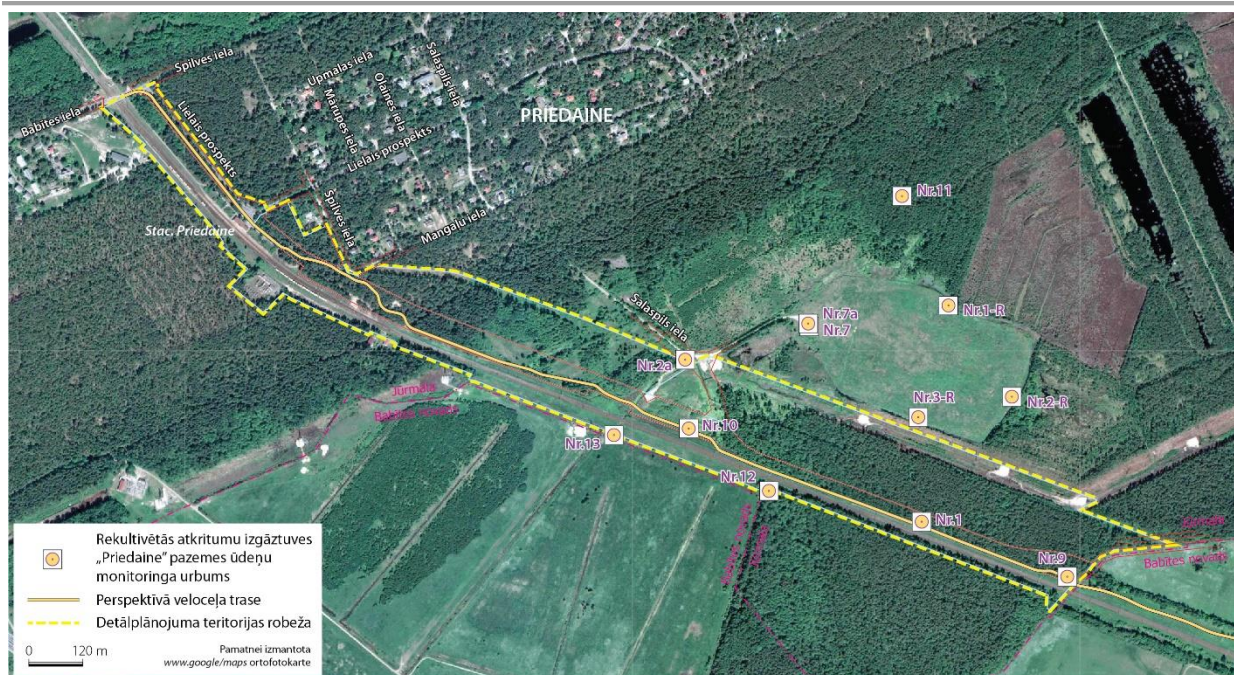 Spilves iela
Babītes iela
Lielais prospekts
Upmalas iela
Mārupes iela
Olaines iela
Salaspils iela
Lielais prospekts
PRIEDAINE
Spilves iela
Mangaļu iela
Stac. Priedaine
Nr.11
Nr.1-R
Nr.7a
Nr.7
Salaspils iela
Nr.2a
Nr.2-R
Nr.3-R
Jūrmala
Babītes novads
Nr.10
Nr.13
Nr.12
Nr.1
Nr.9
Babītes novads
Rekultivētās atkritumu izgāztuves
„Priedaine” pazemes ūdeņu
monitoringa urbums
Perspektīvā veloceļa trase
Detālplānojuma teritorijas robeža
0 120 m
Pamatnei izmantota
www.google/maps ortofotokarte